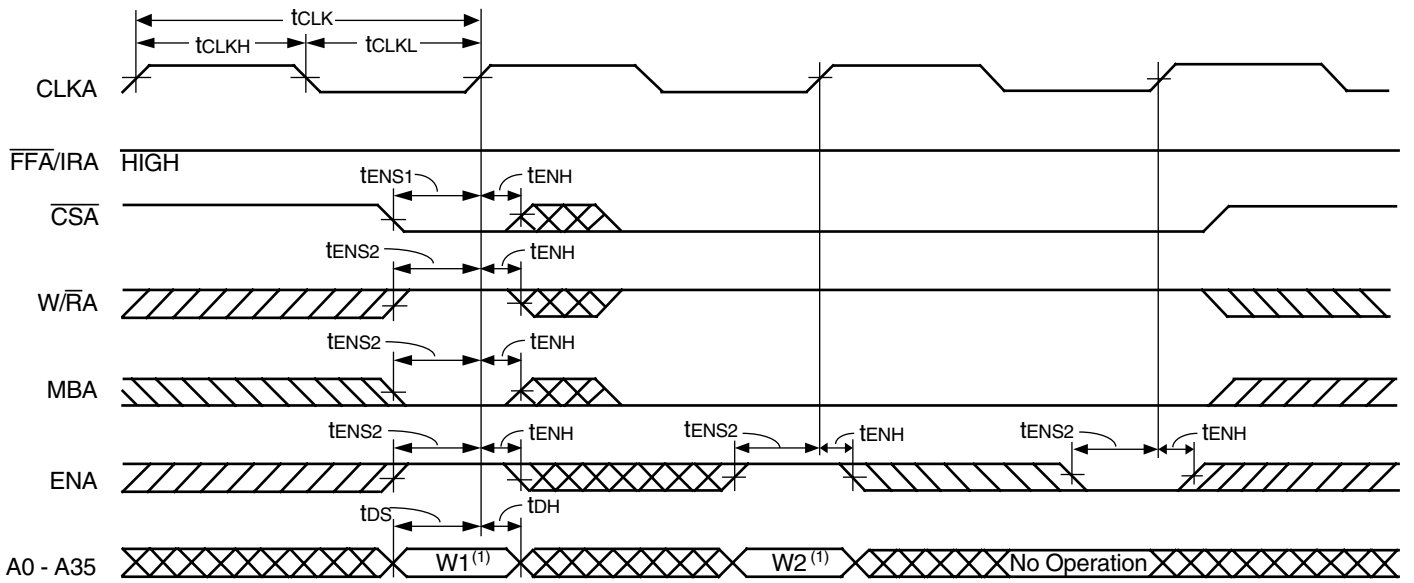 tCLK
tCLKH tCLKL
CLKA
FFA/IRA HIGH
tENS1 tENH
CSA
tENS2 tENH
W/RA
tENS2 tENH
MBA
tENS2 tENH tENS2 tENH tENS2 tENH
ENA
tDS tDH
A0 - A35 W1(1) W2(1) No Operation